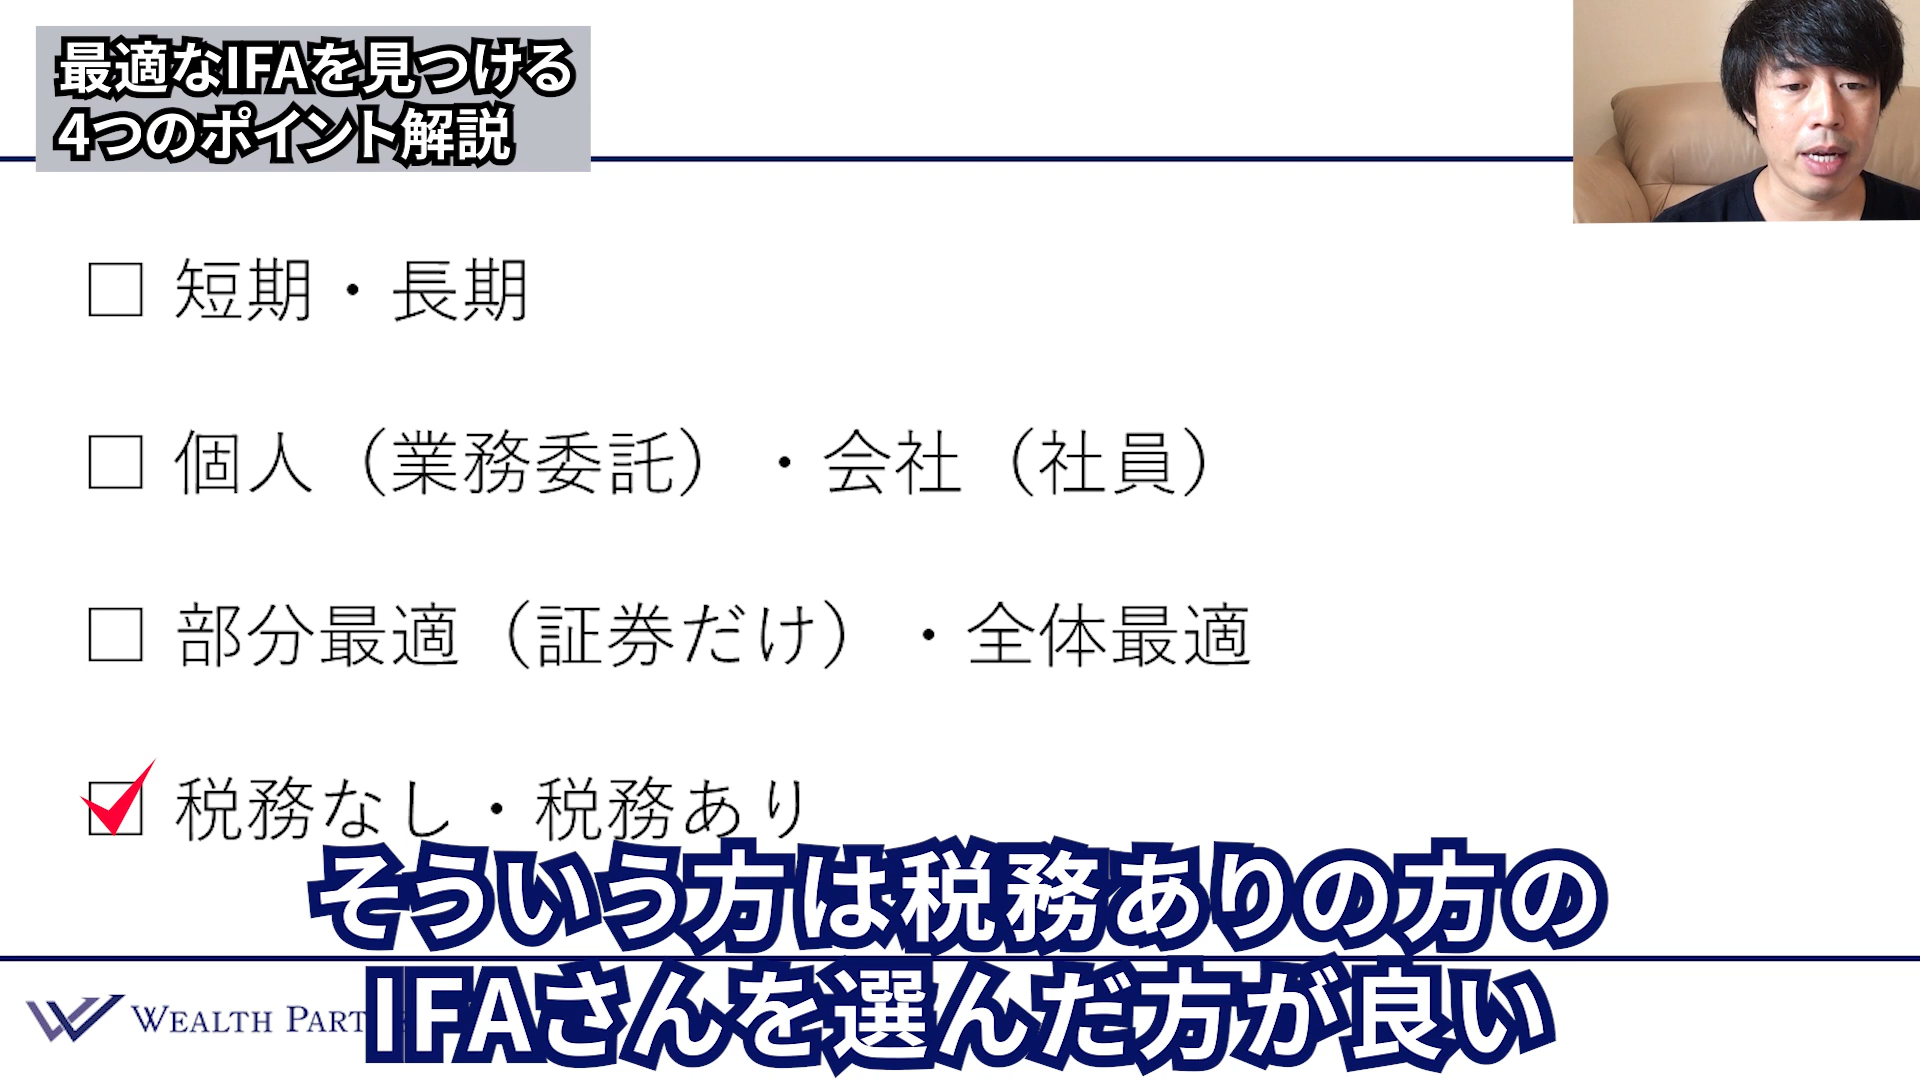 最適なIFAを見つける
4つのポイント解説
□ 短期・長期
□ 個人（業務委託）・会社（社員）
□ 部分最適（証券だけ）・全体最適
☑ 税務なし・税務あり
そういう方は税務ありの方の
IFAさんを選んだ方が良い
WEALTH PART